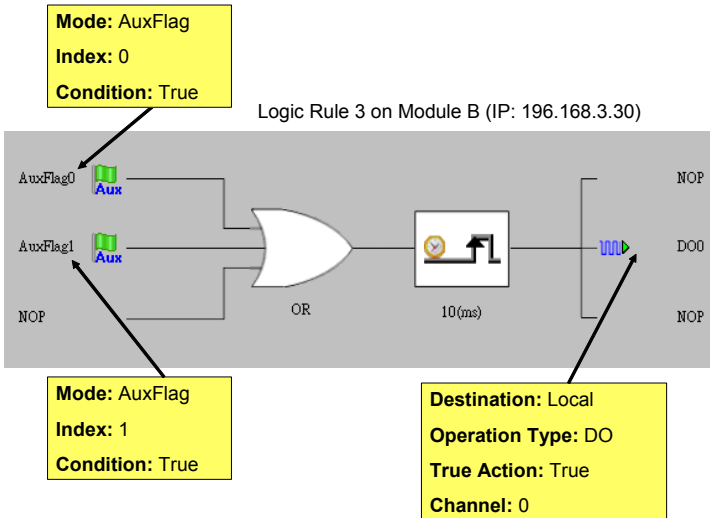 Mode: AuxFlag
Index: 0
Condition: True
Logic Rule 3 on Module B (IP: 196.168.3.30)
AuxFlag0
Aux
NOP
AuxFlag1
Aux
DO0
NOP
OR
10(ms)
NOP
Mode: AuxFlag
Index: 1
Condition: True
Destination: Local
Operation Type: DO
True Action: True
Channel: 0